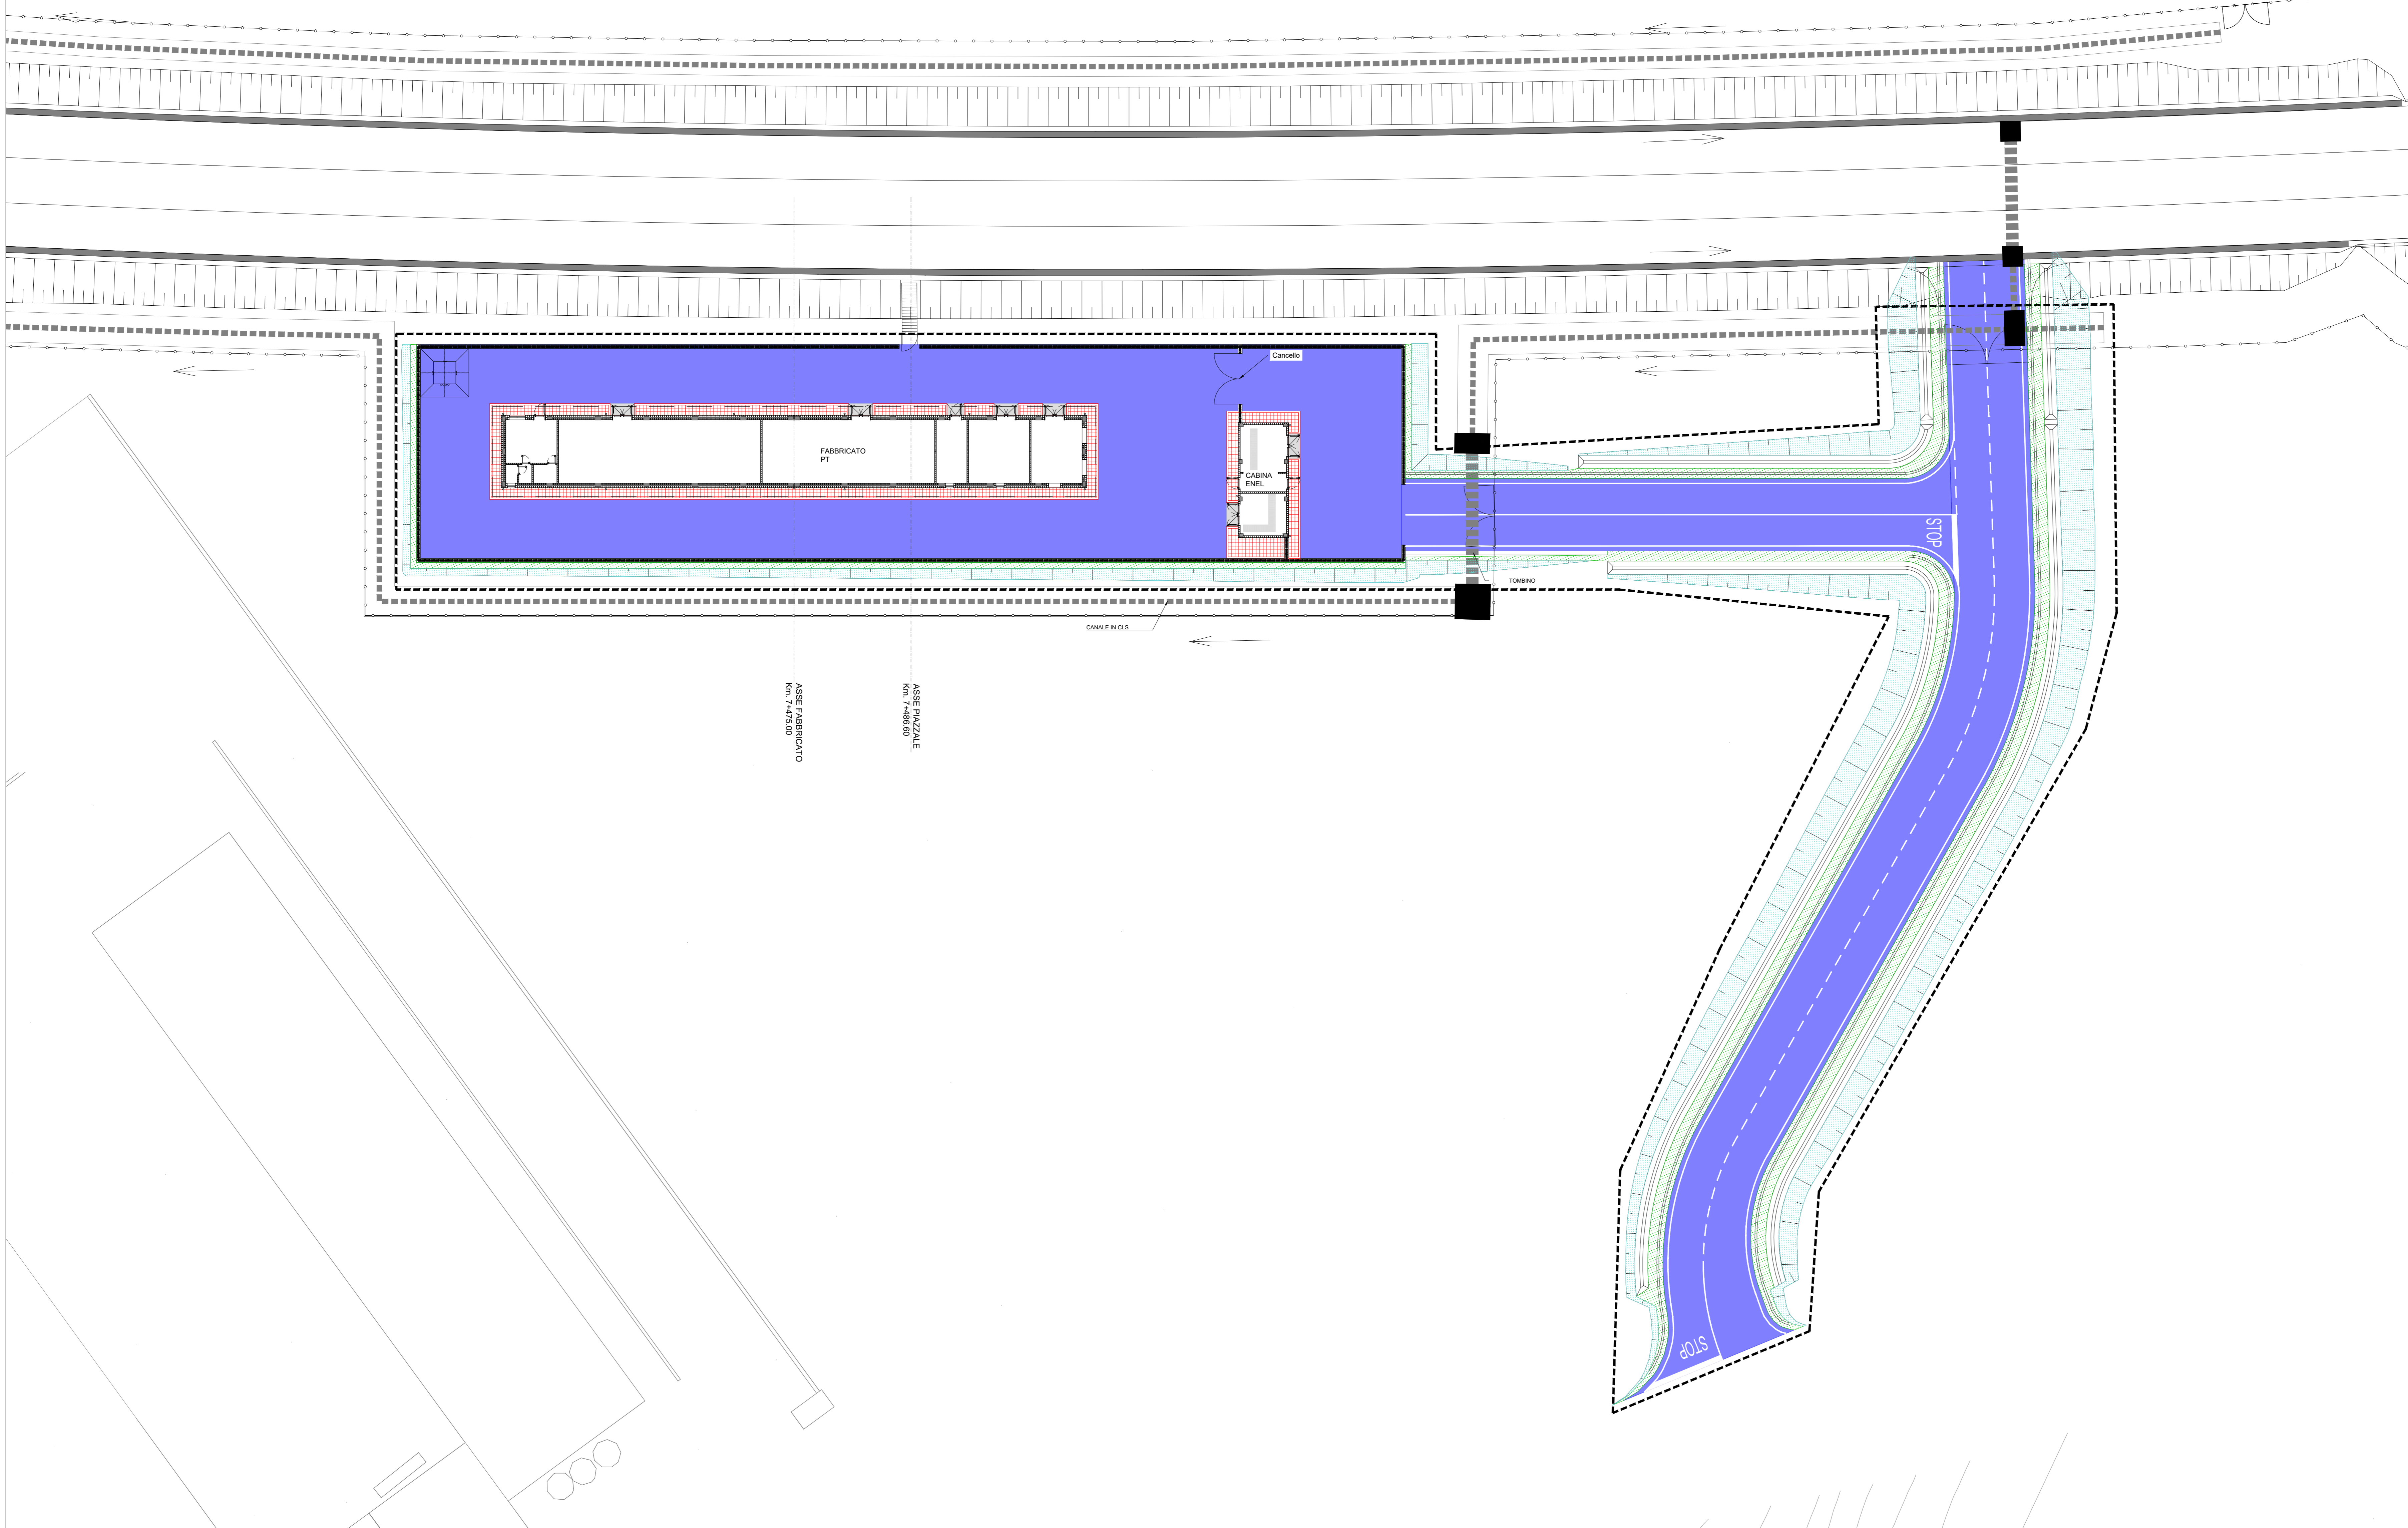 Cancello
FABBRICATO
PT
CABINA
ENEL
STOP
TOMBINO
CANALE IN CLS
ASSE FABBRICATO
Km. 7+475.00
ASSE PIAZZALE
Km. 7+486.60
STOP